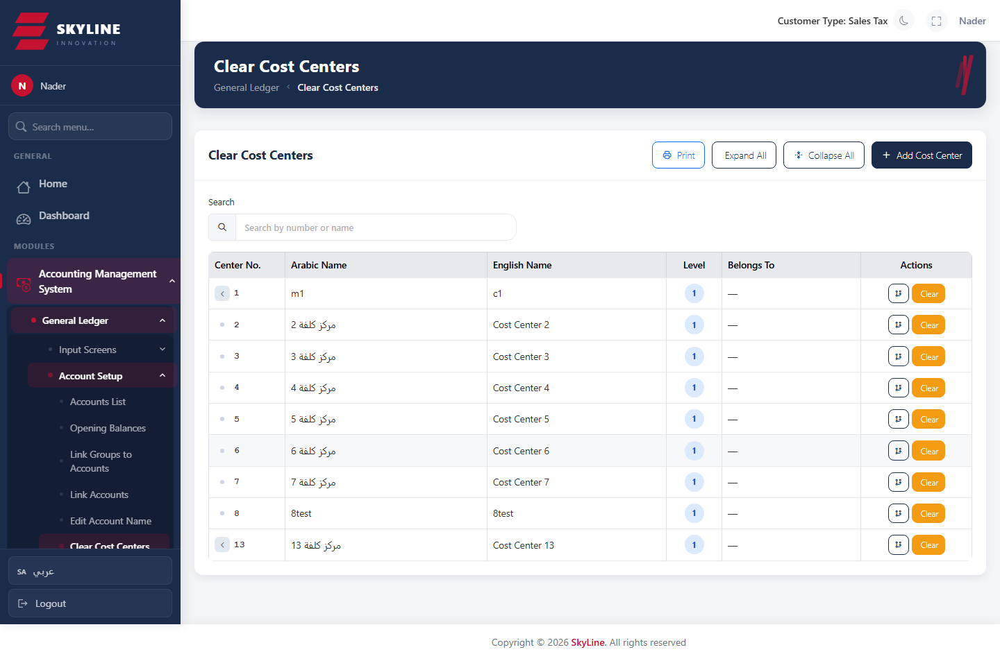 SKYLINE
INNOVATION
N Nader
Search menu...
GENERAL
Home
Dashboard
MODULES
Accounting Management
System
General Ledger
Input Screens
Account Setup
Accounts List
Opening Balances
Link Groups to
Accounts
Link Accounts
Edit Account Name
Clear Cost Centers
SA عربي
Logout
Customer Type: Sales Tax
Nader
Clear Cost Centers
General Ledger Clear Cost Centers
Clear Cost Centers
Print Expand All Collapse All + Add Cost Center
Search
Search by number or name
Center No. Arabic Name English Name Level Belongs To Actions
1 m1 c1 1 — Clear
2 مركز كلفة 2 Cost Center 2 1 — Clear
3 مركز كلفة 3 Cost Center 3 1 — Clear
4 مركز كلفة 4 Cost Center 4 1 — Clear
5 مركز كلفة 5 Cost Center 5 1 — Clear
6 مركز كلفة 6 Cost Center 6 1 — Clear
7 مركز كلفة 7 Cost Center 7 1 — Clear
8 8test 8test 1 — Clear
13 مركز كلفة 13 Cost Center 13 1 — Clear
Copyright © 2026 SkyLine. All rights reserved